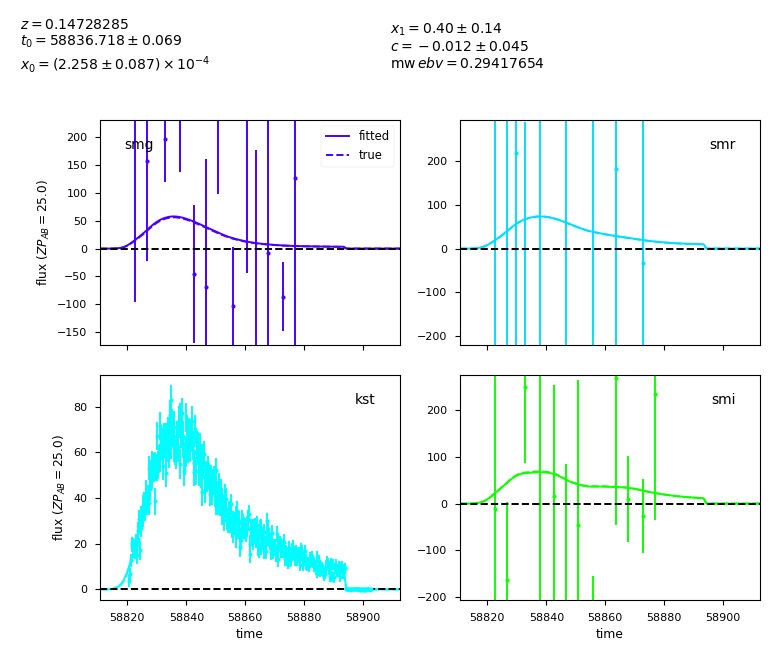 z = 0.14728285
t₀ = 58836.718 ± 0.069
x₀ = (2.258 ± 0.087) × 10⁻⁴
x₁ = 0.40 ± 0.14
c = −0.012 ± 0.045
mw ebv = 0.29417654
smg
fitted
true
200
150
100
50
0
−50
−100
−150
flux (ZP_AB = 25.0)
smr
200
100
0
−100
−200
kst
80
60
40
20
0
flux (ZP_AB = 25.0)
58820 58840 58860 58880 58900
time
smi
200
100
0
−100
−200
58820 58840 58860 58880 58900
time